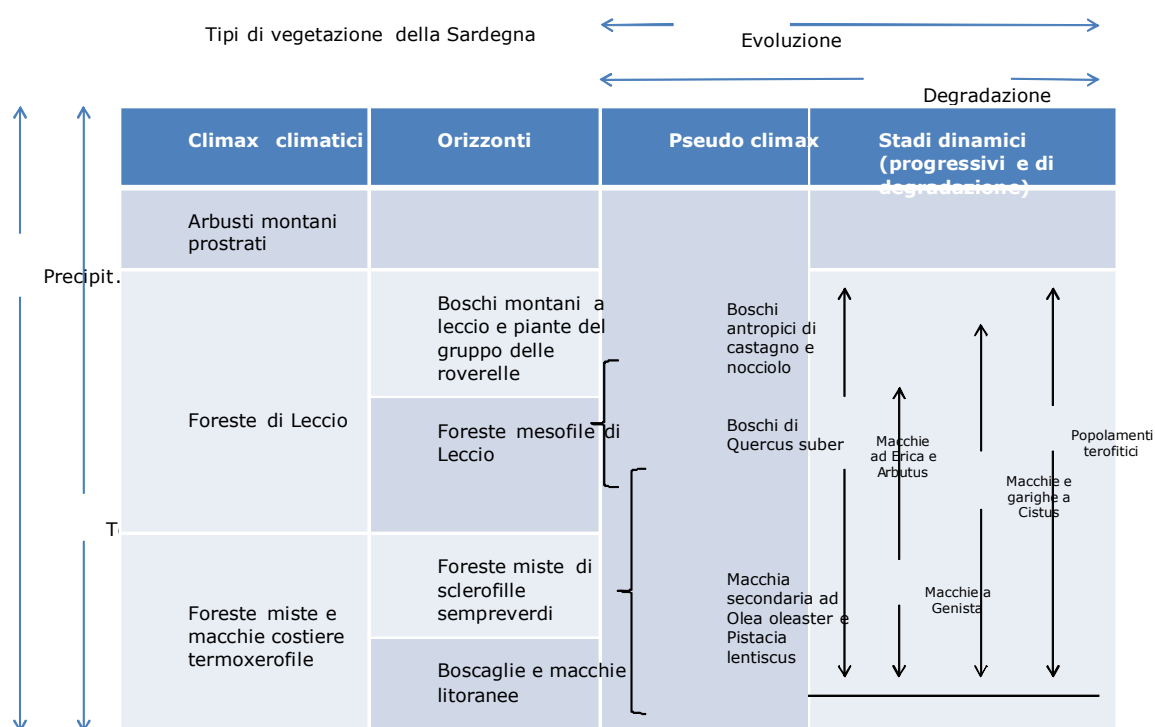 Tipi di vegetazione della Sardegna
Evoluzione
Degradazione
Climax climatici
Orizzonti
Pseudo climax
Stadi dinamici
(progressivi e di
degradazione)
Arbusti montani
prostrati
Precipit.
Boschi montani a
leccio e piante del
gruppo delle
roverelle
Boschi
antropici di
castagno e
nocciolo
Foreste di Leccio
Foreste mesofile di
Leccio
Boschi di
Quercus suber
Macchie
ad Erica e
Arbutus
Popolamenti
terofitici
Macchie e
garighe a
Cistus
Foreste miste e
macchie costiere
termoxerofile
Foreste miste di
sclerofille
sempreverdi
Macchia
secondaria ad
Olea oleaster e
Pistacia
lentiscus
Macchie a
Genista
Boscaglie e macchie
litoranee